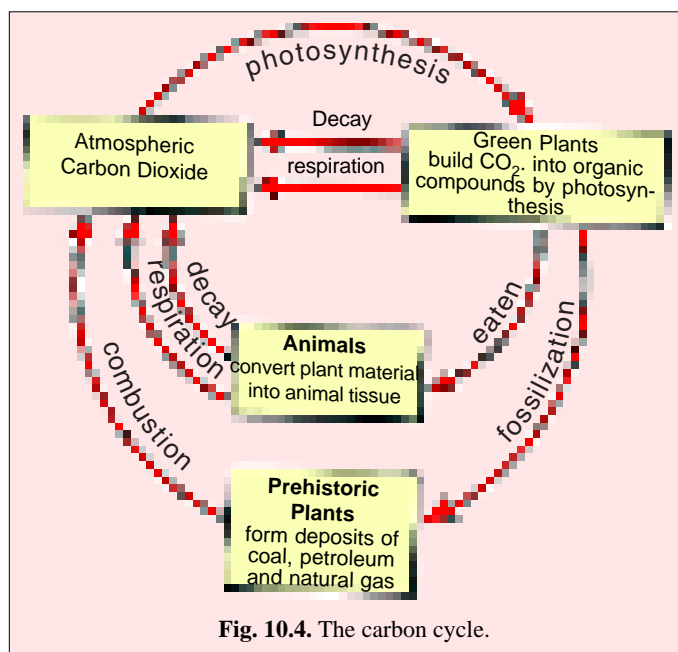 photosynthesis
Atmospheric
Carbon Dioxide
Decay
respiration
Green Plants
build CO₂. into organic
compounds by photosyn-
thesis
decay
respiration
combustion
eaten
fossilization
Animals
convert plant material
into animal tissue
Prehistoric
Plants
form deposits of
coal, petroleum
and natural gas
Fig. 10.4. The carbon cycle.